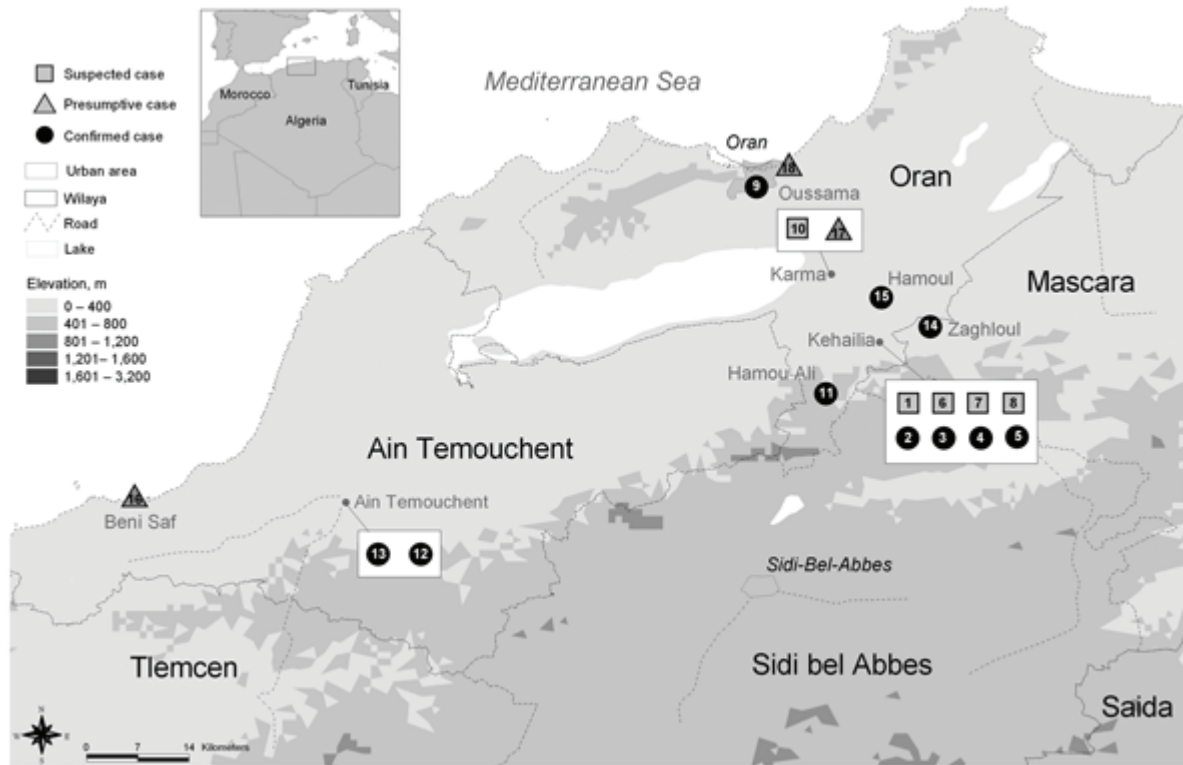 Suspected case
Presumptive case
Confirmed case
Urban area
Wilaya
Road
Lake
Elevation, m
0 – 400
401 – 800
801 – 1,200
1,201– 1,600
1,601 – 3,200
Morocco
Algeria
Tunisia
Mediterranean Sea
Oran
18
9
Oussama
Oran
10
17
Karma
Hamoul
15
Mascara
14
Zaghloul
Kehailia
Hamou Ali
11
1 6 7 8
2 3 4 5
Ain Temouchent
16
Beni Saf
Ain Temouchent
13 12
Sidi-Bel-Abbes
Tlemcen
Sidi bel Abbes
Saida
N
W E
S
0 7 14 Kilometers